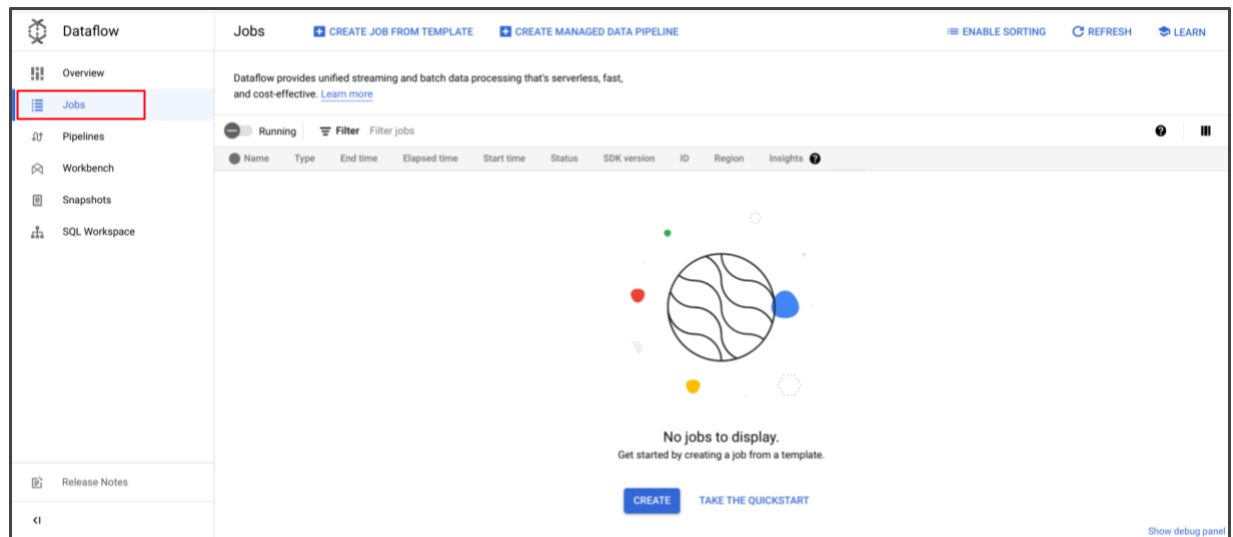 Dataflow
Jobs
CREATE JOB FROM TEMPLATE
CREATE MANAGED DATA PIPELINE
ENABLE SORTING
REFRESH
LEARN
Overview
Jobs
Pipelines
Workbench
Snapshots
SQL Workspace
Release Notes
Dataflow provides unified streaming and batch data processing that's serverless, fast,
and cost-effective. Learn more
Running Filter Filter jobs
Name Type End time Elapsed time Start time Status SDK version ID Region Insights
No jobs to display.
Get started by creating a job from a template.
CREATE TAKE THE QUICKSTART
Show debug panel